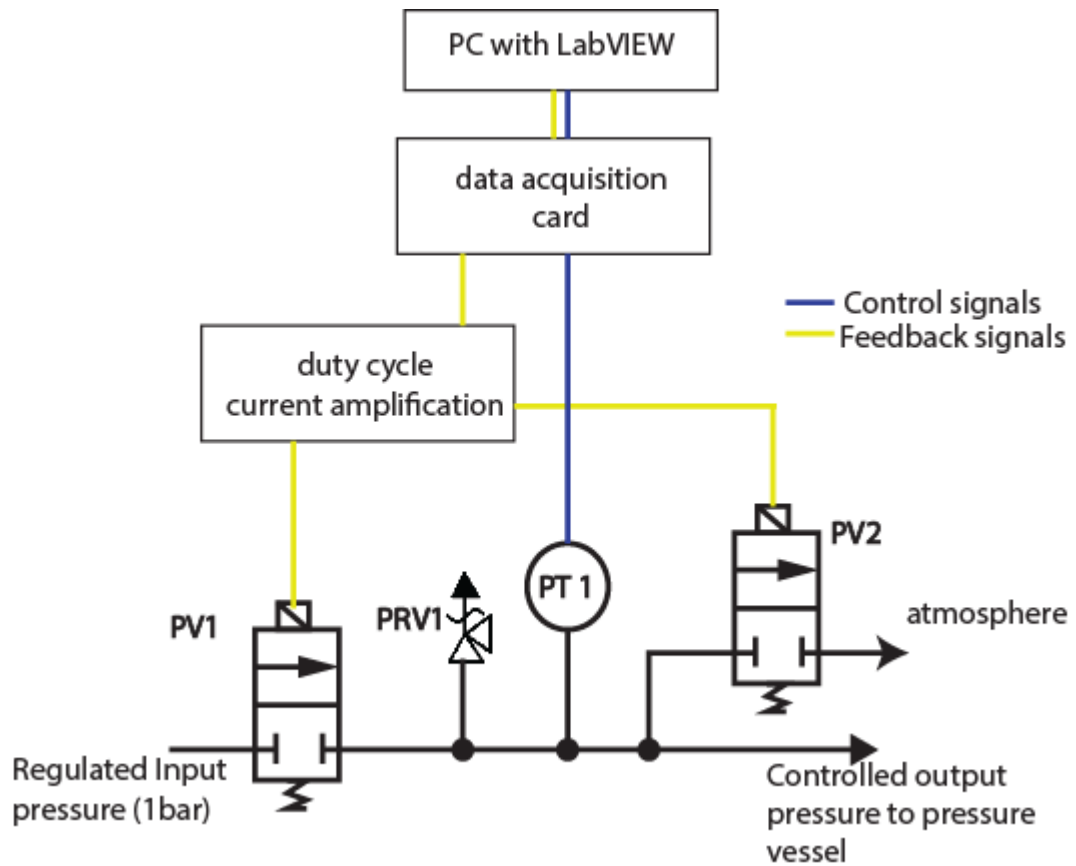 PC with LabVIEW
data acquisition
card
Control signals
Feedback signals
duty cycle
current amplification
PV2
PT 1
PV1
PRV1
atmosphere
Regulated Input
pressure (1bar)
Controlled output
pressure to pressure
vessel